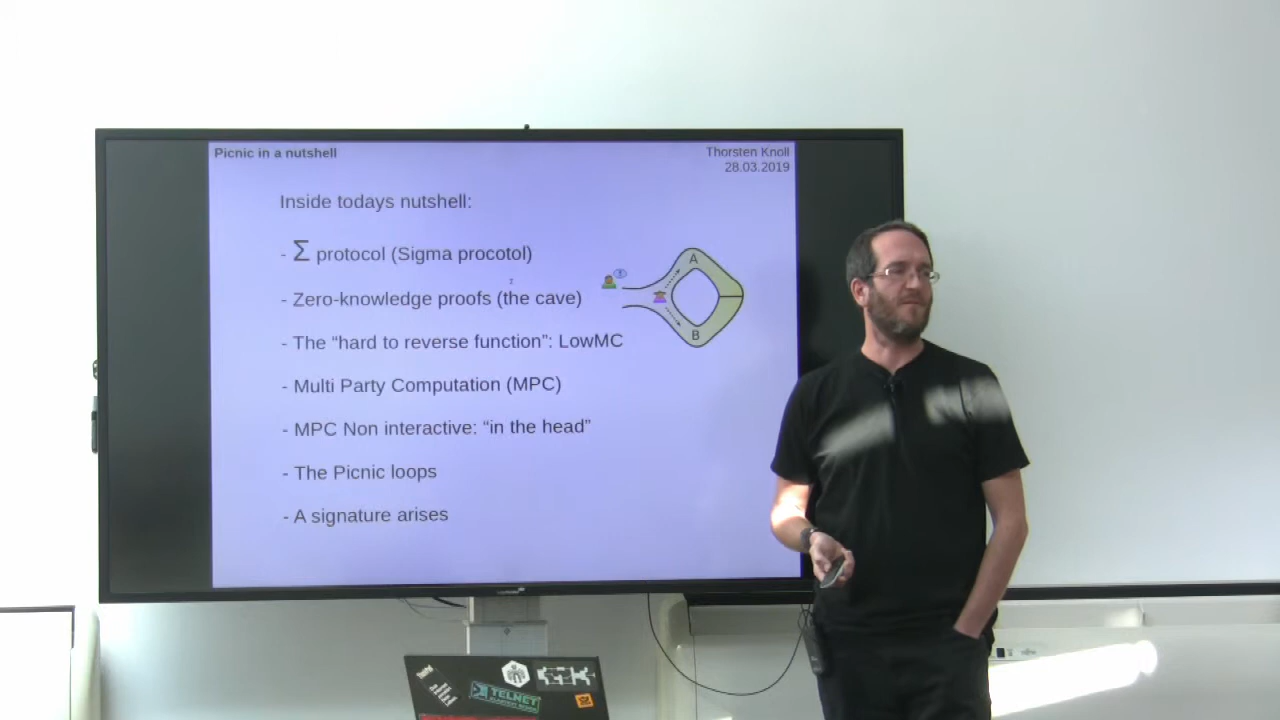 Picnic in a nutshell
Thorsten Knoll
28.03.2019
Inside todays nutshell:
- Σ protocol (Sigma procotol)
- Zero-knowledge proofs (the cave)
- The “hard to reverse function”: LowMC
- Multi Party Computation (MPC)
- MPC Non interactive: “in the head”
- The Picnic loops
- A signature arises
A
B
TELNET